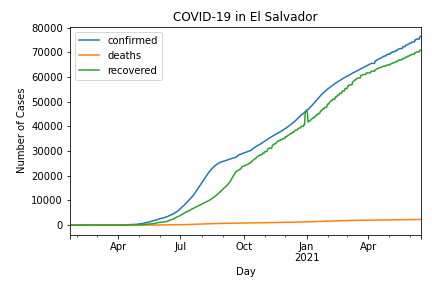 COVID-19 in El Salvador
80000
70000
60000
50000
40000
30000
20000
10000
0
Number of Cases
confirmed
deaths
recovered
Apr
Jul
Oct
Jan
2021
Apr
Day